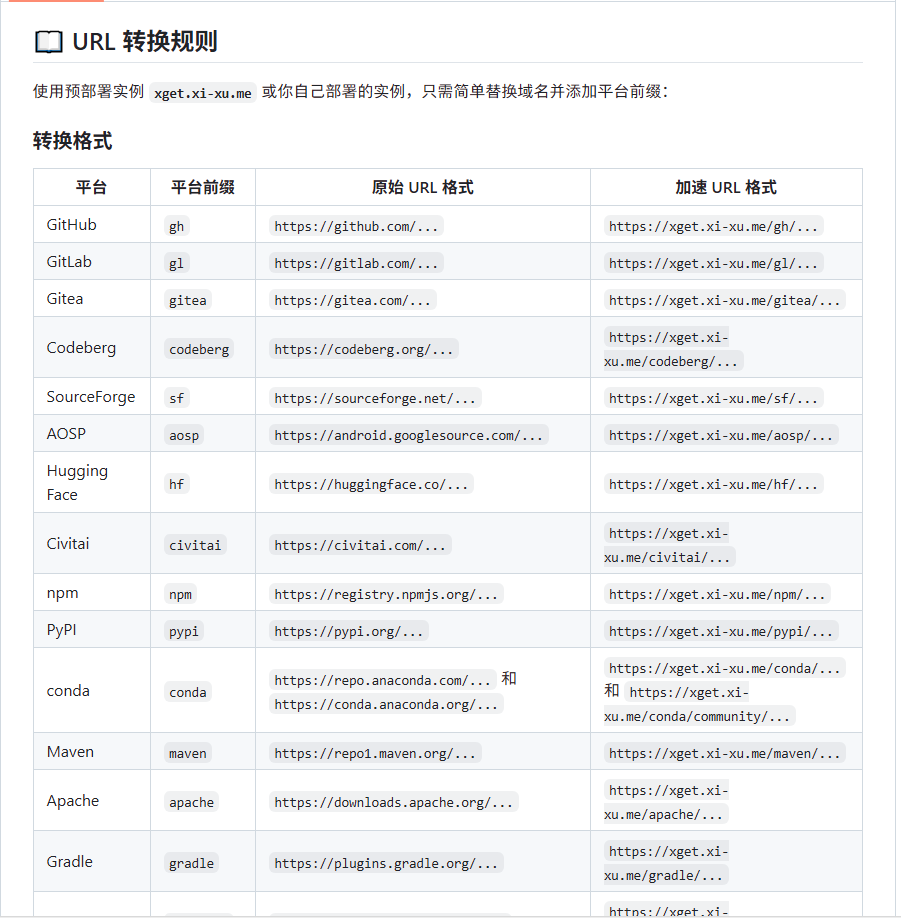 📖 URL 转换规则
使用预部署实例 xget.xi-xu.me 或你自己部署的实例，只需简单替换域名并添加平台前缀：
转换格式
平台 平台前缀 原始 URL 格式 加速 URL 格式
GitHub gh https://github.com/... https://xget.xi-xu.me/gh/...
GitLab gl https://gitlab.com/... https://xget.xi-xu.me/gl/...
Gitea gitea https://gitea.com/... https://xget.xi-xu.me/gitea/...
Codeberg codeberg https://codeberg.org/... https://xget.xi-
xu.me/codeberg/...
SourceForge sf https://sourceforge.net/... https://xget.xi-xu.me/sf/...
AOSP aosp https://android.googlesource.com/... https://xget.xi-xu.me/aosp/...
Hugging
Face hf https://huggingface.co/... https://xget.xi-xu.me/hf/...
Civitai civitai https://civitai.com/... https://xget.xi-
xu.me/civitai/...
npm npm https://registry.npmjs.org/... https://xget.xi-xu.me/npm/...
PyPI pypi https://pypi.org/... https://xget.xi-xu.me/pypi/...
conda conda https://repo.anaconda.com/... 和
https://conda.anaconda.org/...
https://xget.xi-xu.me/conda/...
和 https://xget.xi-
xu.me/conda/community/...
Maven maven https://repo1.maven.org/... https://xget.xi-xu.me/maven/...
Apache apache https://downloads.apache.org/... https://xget.xi-
xu.me/apache/...
Gradle gradle https://plugins.gradle.org/... https://xget.xi-
xu.me/gradle/...
https://xget.xi-